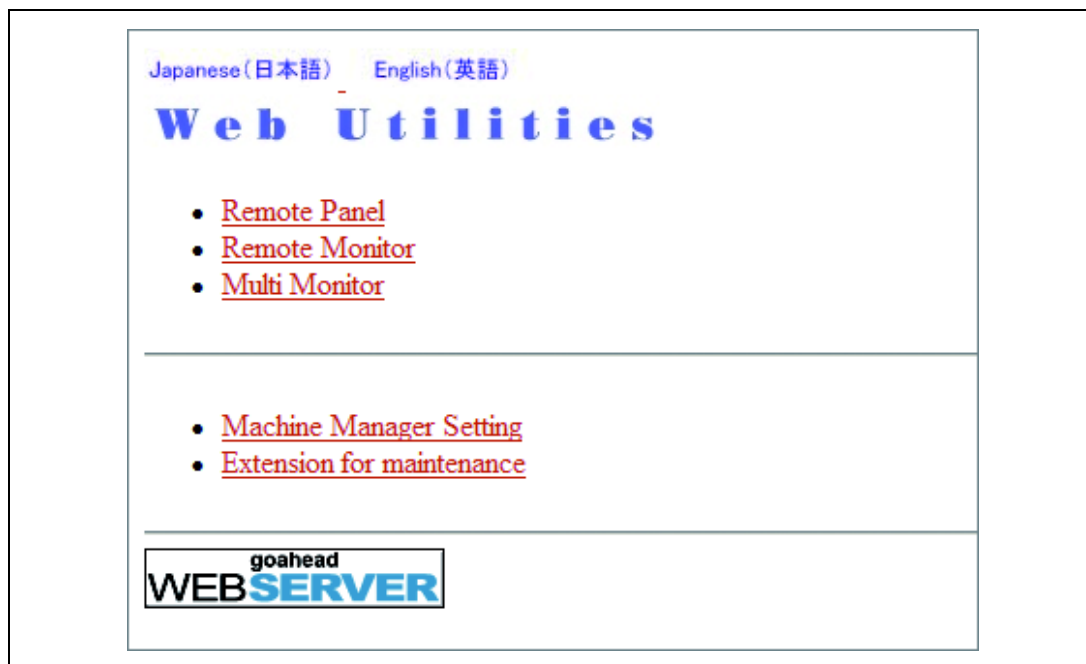 Japanese(日本語) English(英語)
Web Utilities
Remote Panel
Remote Monitor
Multi Monitor
Machine Manager Setting
Extension for maintenance
goahead
WEBSERVER